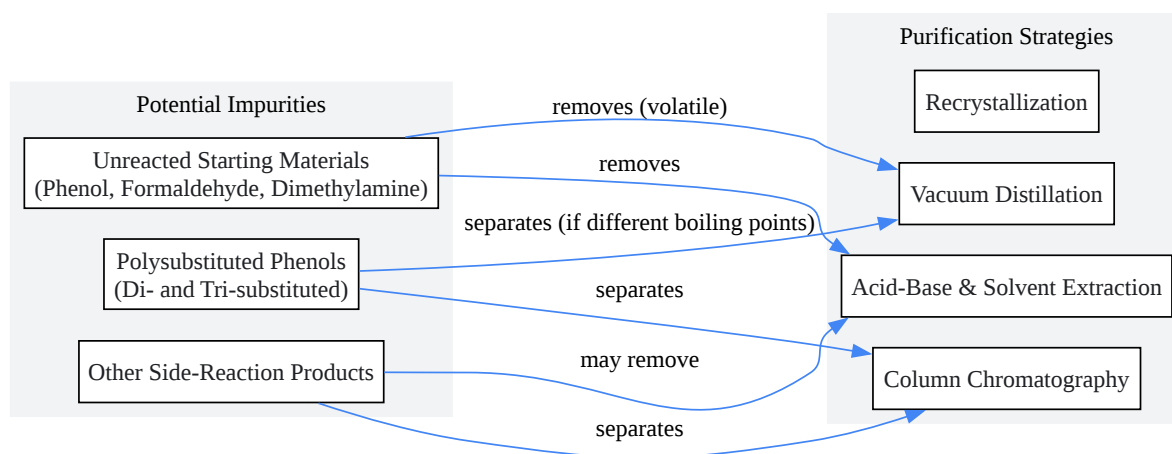 Purification Strategies
Recrystallization
Potential Impurities
removes (volatile)
Unreacted Starting Materials
(Phenol, Formaldehyde, Dimethylamine)
removes
Vacuum Distillation
separates (if different boiling points)
Polysubstituted Phenols
(Di- and Tri-substituted)
separates
Acid-Base & Solvent Extraction
Other Side-Reaction Products
may remove
Column Chromatography
separates